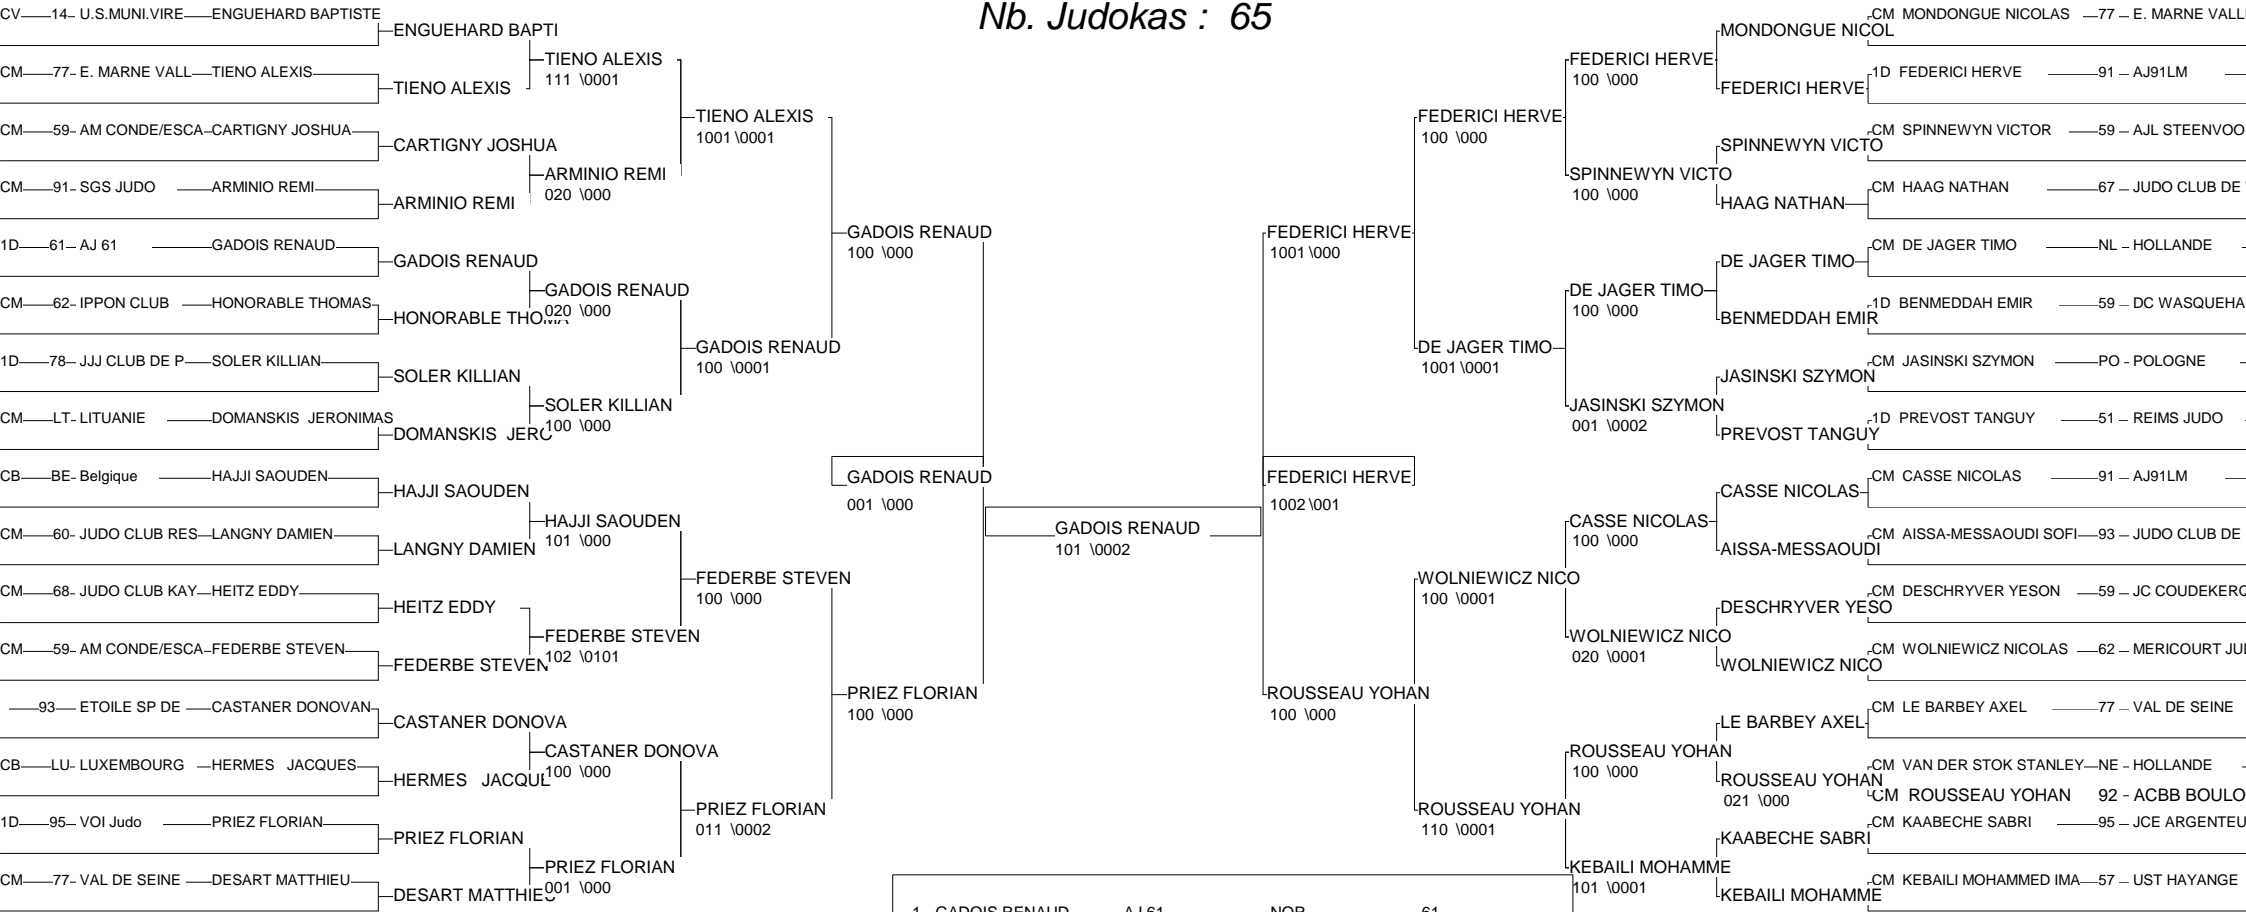 Nb. Judokas : 65
CV 14 U.S.MUNI.VIRE ENGUEHARD BAPTISTE
CM 77 E. MARNE VALL TIENO ALEXIS
CM 59 AM CONDE/ESCA CARTIGNY JOSHUA
CM 91 SGS JUDO ARMINIO REMI
1D 61 AJ 61 GADOIS RENAUD
CM 62 IPPON CLUB HONORABLE THOMAS
1D 78 JJJ CLUB DE P SOLER KILLIAN
CM LT LITUANIE DOMANSKIS JERONIMAS
CB BE Belgique HAJJI SAOUDEN
CM 60 JUDO CLUB RES LANGNY DAMIEN
CM 68 JUDO CLUB KAY HEITZ EDDY
CM 59 AM CONDE/ESCA FEDERBE STEVEN
93 ETOILE SP DE CASTANER DONOVAN
CB LU LUXEMBOURG HERMES JACQUES
1D 95 VOI Judo PRIEZ FLORIAN
CM 77 VAL DE SEINE DESART MATTHIEU
ENGUEHARD BAPTI
TIENO ALEXIS
CARTIGNY JOSHUA
ARMINIO REMI
GADOIS RENAUD
HONORABLE THOMA
SOLER KILLIAN
DOMANSKIS JERO
HAJJI SAOUDEN
LANGNY DAMIEN
HEITZ EDDY
FEDERBE STEVEN
CASTANER DONOVA
HERMES JACQUE
PRIEZ FLORIAN
DESART MATTHIEU
TIENO ALEXIS
111 \0001
ARMINIO REMI
020 \000
GADOIS RENAUD
020 \000
SOLER KILLIAN
100 \000
HAJJI SAOUDEN
101 \000
FEDERBE STEVEN
102 \0101
CASTANER DONOVA
100 \000
PRIEZ FLORIAN
001 \000
TIENO ALEXIS
1001 \0001
GADOIS RENAUD
100 \0001
FEDERBE STEVEN
100 \000
PRIEZ FLORIAN
011 \0002
GADOIS RENAUD
100 \000
GADOIS RENAUD
001 \000
PRIEZ FLORIAN
100 \000
GADOIS RENAUD
101 \0002
FEDERICI HERVE
1001 \000
FEDERICI HERVE
1002 \001
ROUSSEAU YOHAN
100 \000
FEDERICI HERVE
100 \000
DE JAGER TIMO
1001 \0001
WOLNIEWICZ NICO
100 \0001
ROUSSEAU YOHAN
110 \0001
FEDERICI HERVE
100 \000
SPINNEWYN VICTO
100 \000
DE JAGER TIMO
100 \000
JASINSKI SZYMON
001 \0002
CASSE NICOLAS
100 \000
WOLNIEWICZ NICO
020 \0001
ROUSSEAU YOHAN
100 \000
KEBAILI MOHAMME
101 \0001
MONDONGUE NICOL
FEDERICI HERVE
SPINNEWYN VICTO
HAAG NATHAN
DE JAGER TIMO
BENMEDDAH EMIR
JASINSKI SZYMON
PREVOST TANGUY
CASSE NICOLAS
AISSA-MESSAOUDI
DESCHRYVER YESO
WOLNIEWICZ NICO
LE BARBEY AXEL
ROUSSEAU YOHAN
021 \000
KAABECHE SABRI
KEBAILI MOHAMME
CM MONDONGUE NICOLAS 77 E. MARNE VALL
1D FEDERICI HERVE 91 AJ91LM
CM SPINNEWYN VICTOR 59 AJL STEENVOO
CM HAAG NATHAN 67 JUDO CLUB DE
CM DE JAGER TIMO NL HOLLANDE
1D BENMEDDAH EMIR 59 DC WASQUEHA
CM JASINSKI SZYMON PO POLOGNE
1D PREVOST TANGUY 51 REIMS JUDO
CM CASSE NICOLAS 91 AJ91LM
CM AISSA-MESSAOUDI SOFI 93 JUDO CLUB DE
CM DESCHRYVER YESON 59 JC COUDEKERQ
CM WOLNIEWICZ NICOLAS 62 MERICOURT JU
CM LE BARBEY AXEL 77 VAL DE SEINE
CM VAN DER STOK STANLEY NE HOLLANDE
CM ROUSSEAU YOHAN 92 ACBB BOULO
CM KAABECHE SABRI 95 JCE ARGENTEU
CM KEBAILI MOHAMMED IMA 57 UST HAYANGE
1 GADOIS RENAUD AJ 61 NOR 61